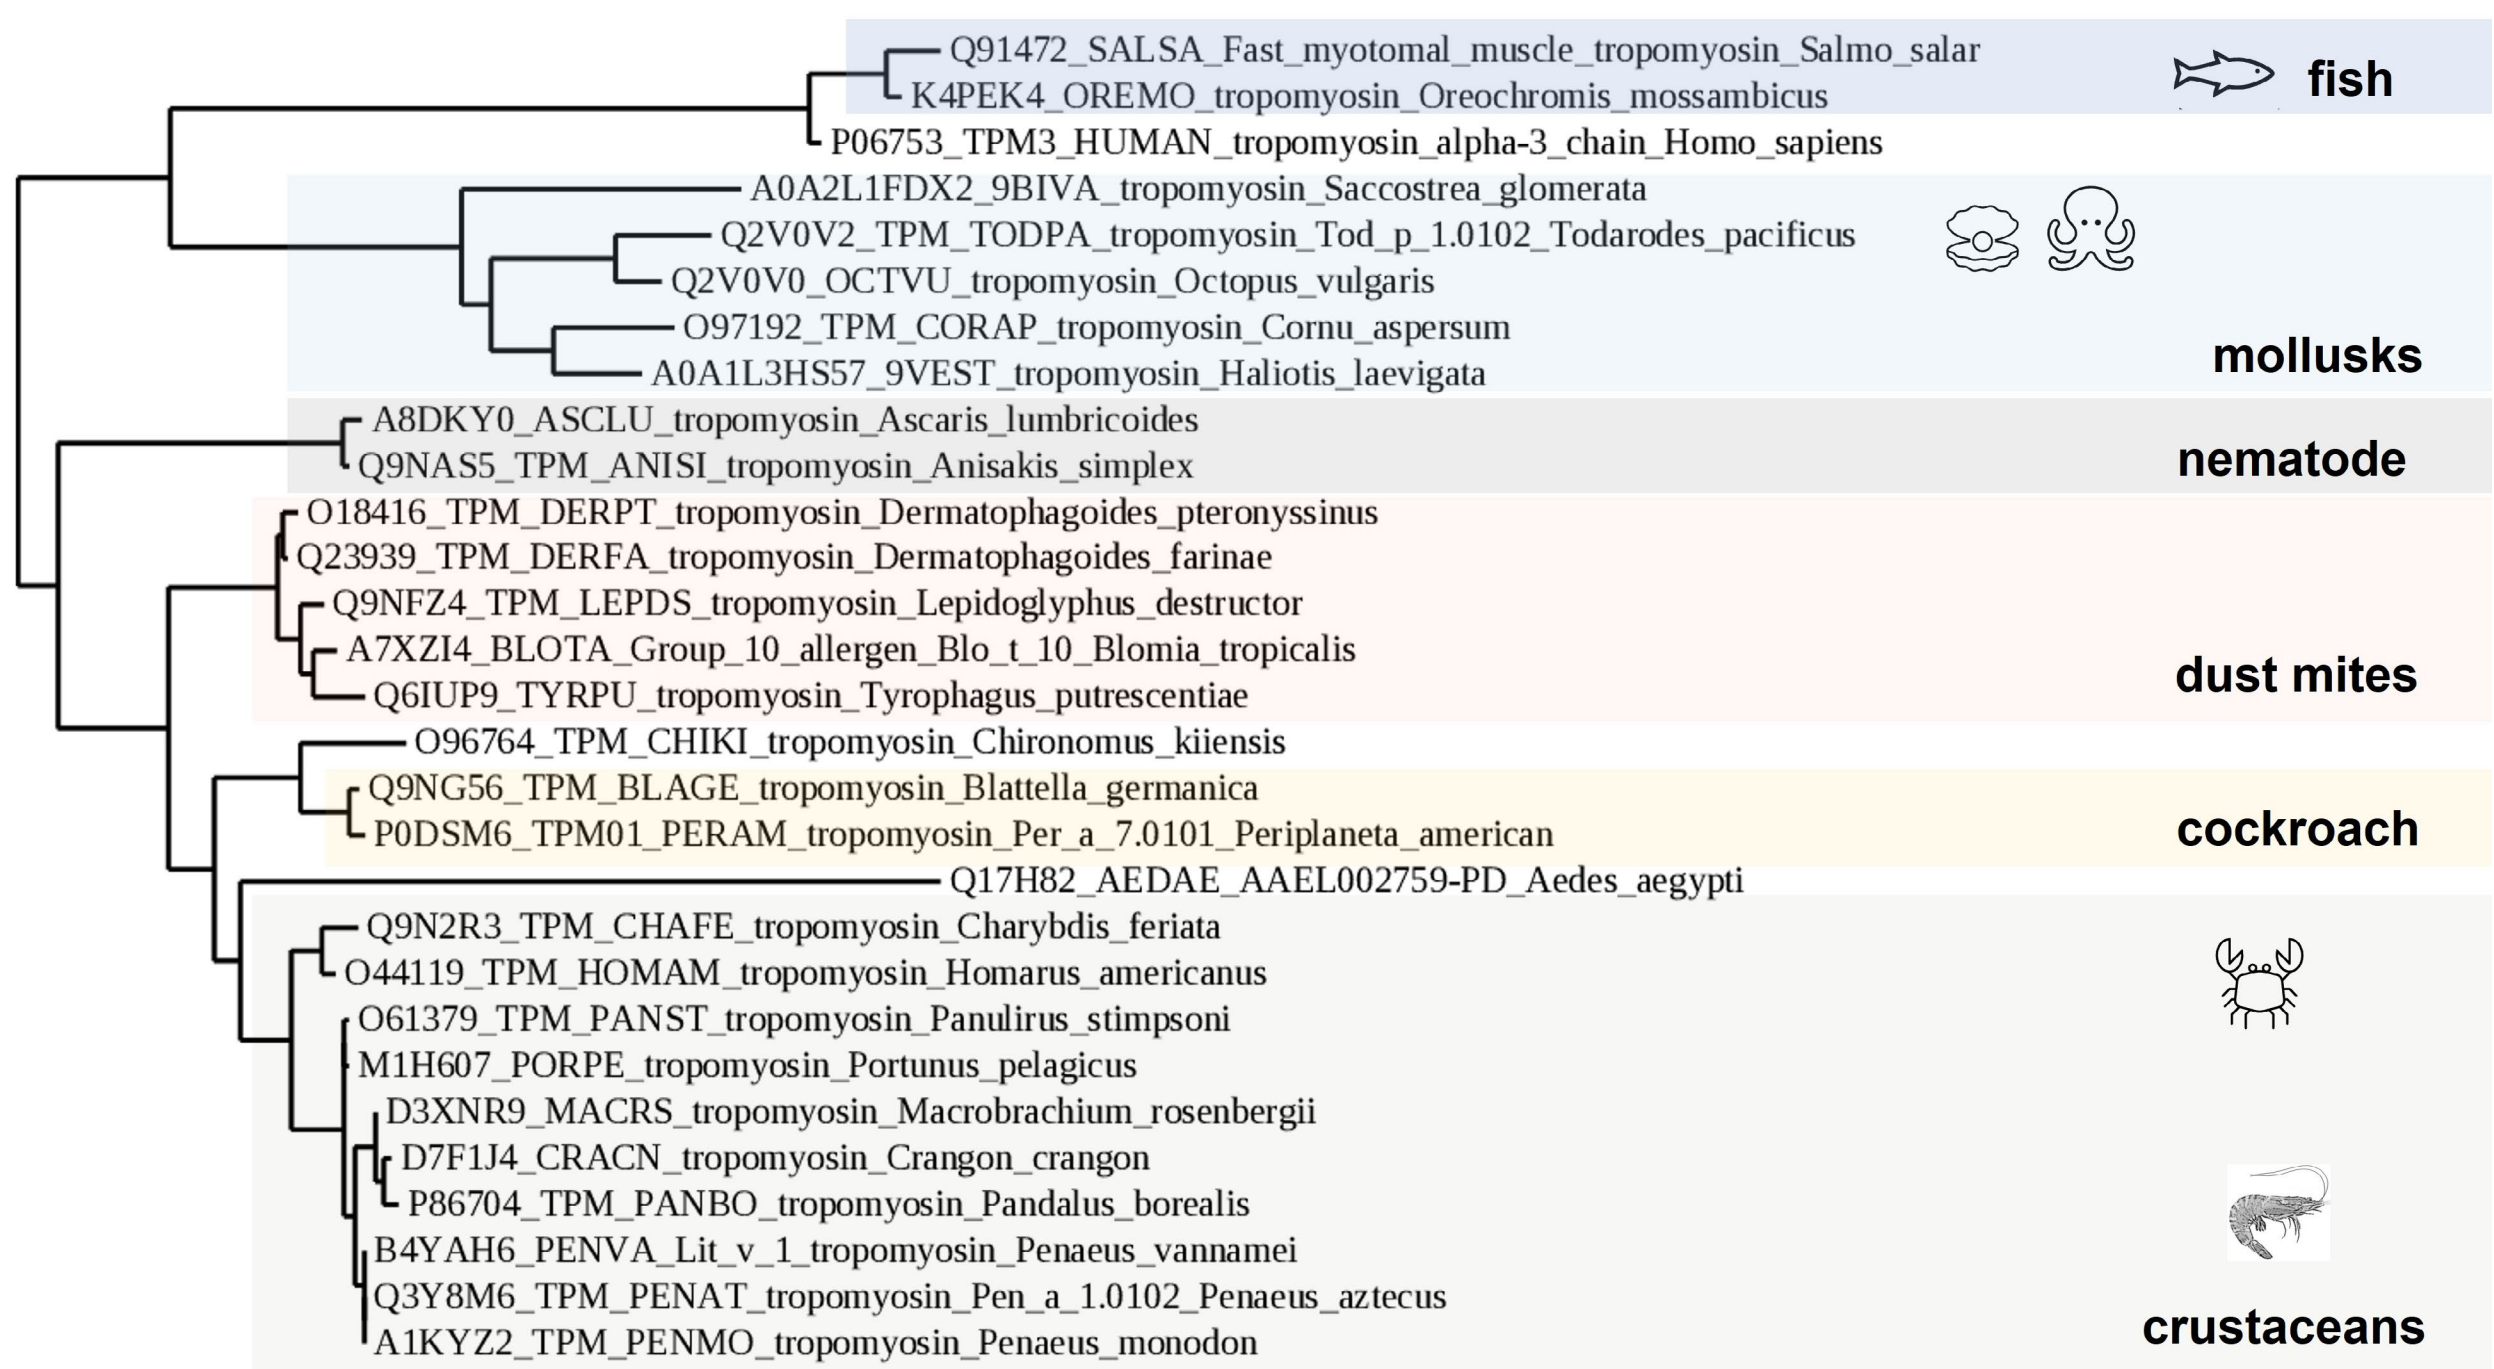 Q91472_SALSA_Fast_myotomal_muscle_tropomyosin_Salmo_salar
K4PEK4_OREMO_tropomyosin_Oreochromis_mossambicus
fish
P06753_TPM3_HUMAN_tropomyosin_alpha-3_chain_Homo_sapiens
A0A2L1FDX2_9BIVA_tropomyosin_Saccostrea_glomerata
Q2V0V2_TPM_TODPA_tropomyosin_Tod_p_1.0102_Todarodes_pacificus
Q2V0V0_OCTVU_tropomyosin_Octopus_vulgaris
O97192_TPM_CORAP_tropomyosin_Cornu_aspersum
A0A1L3HS57_9VEST_tropomyosin_Haliotis_laevigata
mollusks
A8DKY0_ASCLU_tropomyosin_Ascaris_lumbricoides
Q9NAS5_TPM_ANISI_tropomyosin_Anisakis_simplex
nematode
O18416_TPM_DERPT_tropomyosin_Dermatophagoides_pteronyssinus
Q23939_TPM_DERFA_tropomyosin_Dermatophagoides_farinae
Q9NFZ4_TPM_LEPDS_tropomyosin_Lepidoglyphus_destructor
A7XZI4_BLOTA_Group_10_allergen_Blo_t_10_Blomia_tropicalis
Q6IUP9_TYRPU_tropomyosin_Tyrophagus_putrescentiae
dust mites
O96764_TPM_CHIKI_tropomyosin_Chironomus_kiiensis
Q9NG56_TPM_BLAGE_tropomyosin_Blattella_germanica
P0DSM6_TPM01_PERAM_tropomyosin_Per_a_7.0101_Periplaneta_american
cockroach
Q17H82_AEDAE_AAEL002759-PD_Aedes_aegypti
Q9N2R3_TPM_CHAFE_tropomyosin_Charybdis_feriata
O44119_TPM_HOMAM_tropomyosin_Homarus_americanus
O61379_TPM_PANST_tropomyosin_Panulirus_stimpsoni
M1H607_PORPE_tropomyosin_Portunus_pelagicus
D3XNR9_MACRS_tropomyosin_Macrobrachium_rosenbergii
D7F1J4_CRACN_tropomyosin_Crangon_crangon
P86704_TPM_PANBO_tropomyosin_Pandalus_borealis
B4YAH6_PENVA_Lit_v_1_tropomyosin_Penaeus_vannamei
Q3Y8M6_TPM_PENAT_tropomyosin_Pen_a_1.0102_Penaeus_aztecus
A1KYZ2_TPM_PENMO_tropomyosin_Penaeus_monodon
crustaceans